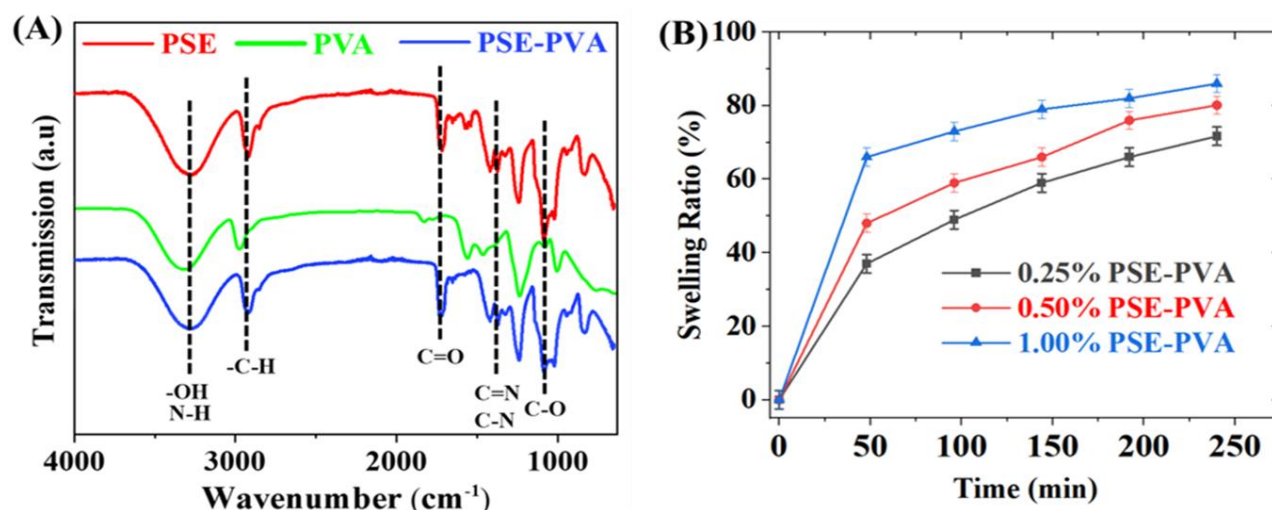 (A)
PSE PVA PSE-PVA
Transmission (a.u)
-OH
N-H
-C-H
C=O
C=N
C-N
C-O
4000 3000 2000 1000
Wavenumber (cm⁻¹)
(B)
Swelling Ratio (%)
100
80
60
40
20
0
0.25% PSE-PVA
0.50% PSE-PVA
1.00% PSE-PVA
0 50 100 150 200 250
Time (min)